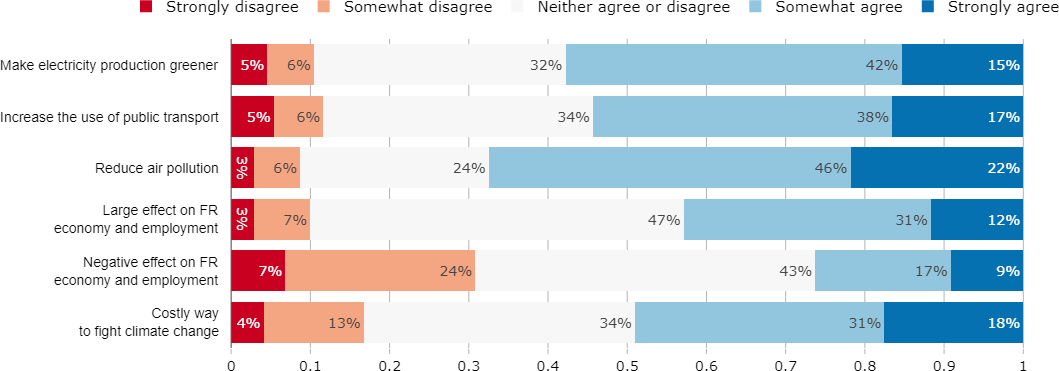 Strongly disagree Somewhat disagree Neither agree or disagree Somewhat agree Strongly agree
Make electricity production greener 5% 6% 32% 42% 15%
Increase the use of public transport 5% 6% 34% 38% 17%
Reduce air pollution 3% 6% 24% 46% 22%
Large effect on FR
economy and employment 3% 7% 47% 31% 12%
Negative effect on FR
economy and employment 7% 24% 43% 17% 9%
Costly way
to fight climate change 4% 13% 34% 31% 18%
0 0.1 0.2 0.3 0.4 0.5 0.6 0.7 0.8 0.9 1